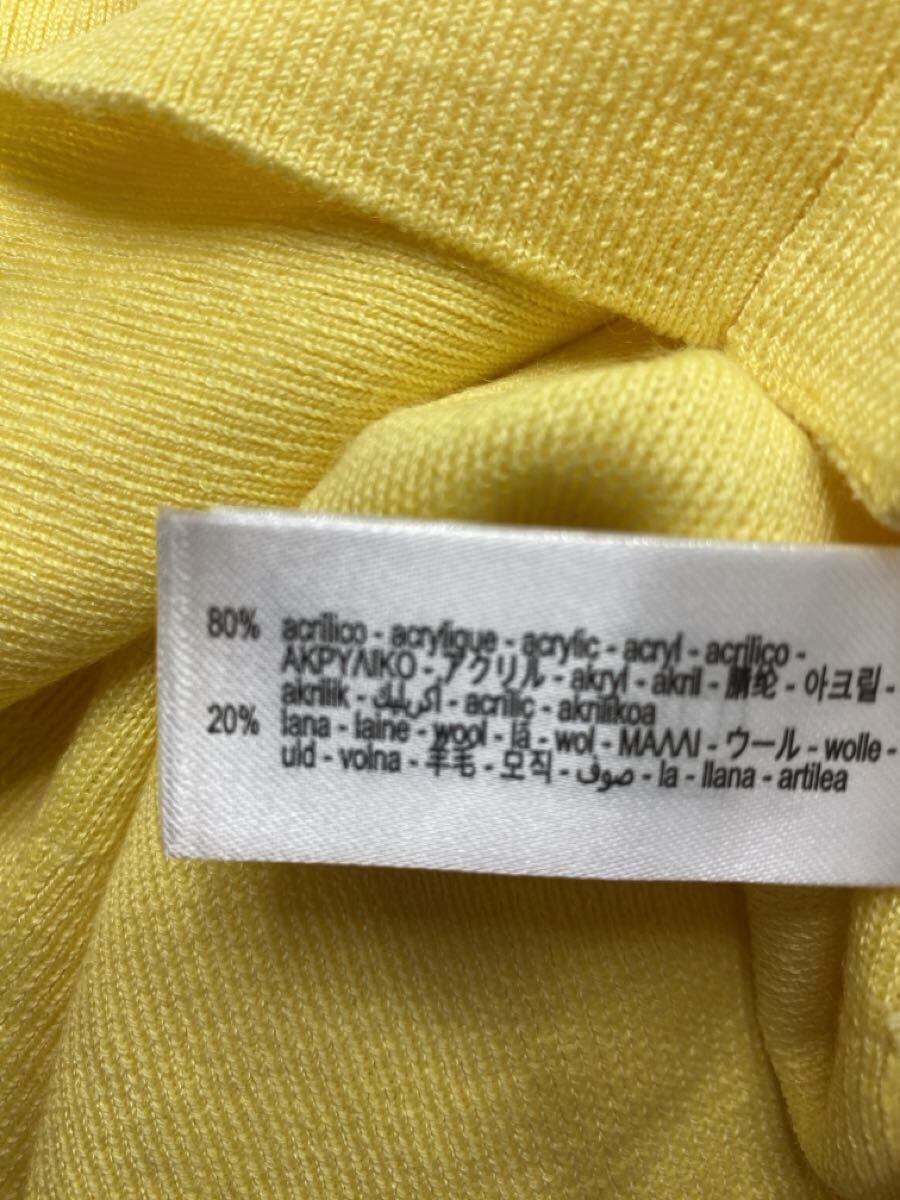 80% acrílico - acrylique - acrylic - acryl - acrílico -
ΑΚΡΥΛΙΚΟ - アクリル - akryl - akril - 腈纶 - 아크릴 -
akrilik - اكريليك - acrílic - akrilikoa
20% lana - laine - wool - lã - wol - ΜΑΛΛΙ - ウール - wolle -
uld - volna - 羊毛 - 모직 - صوف - la - llana - artilea